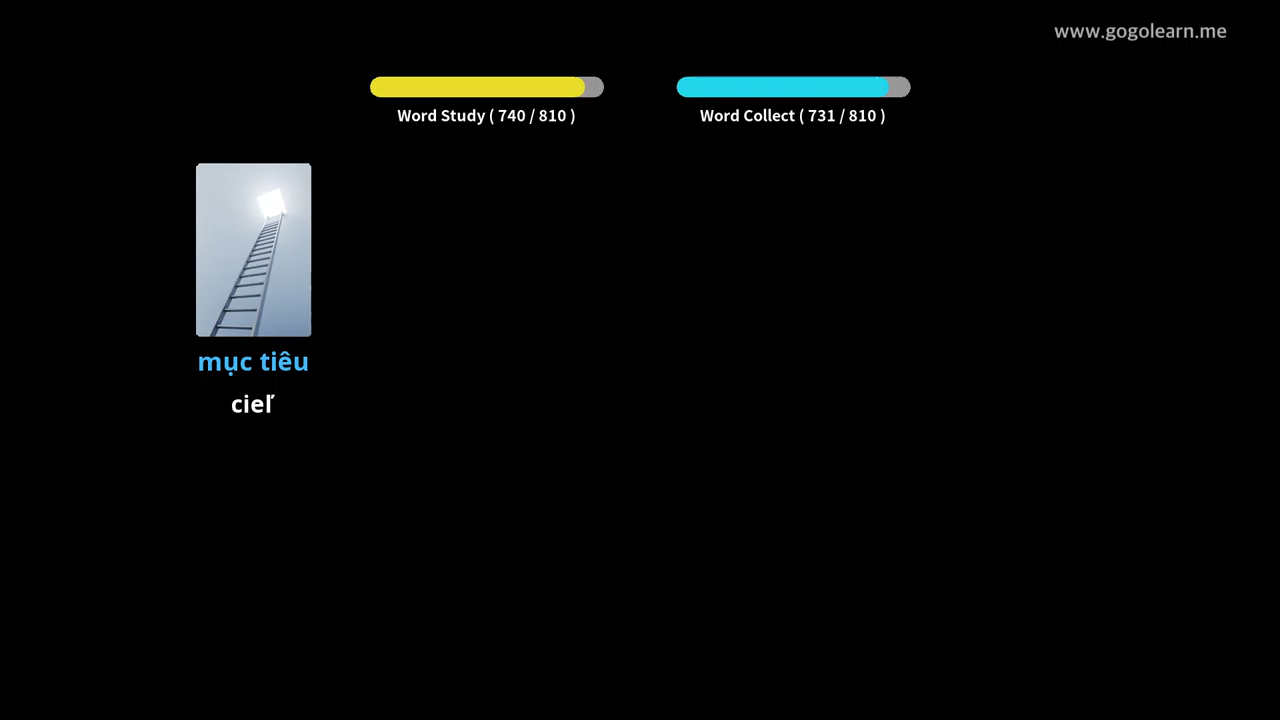 www.gogolearn.me
Word Study ( 740 / 810 )
Word Collect ( 731 / 810 )
mục tiêu
cieľ